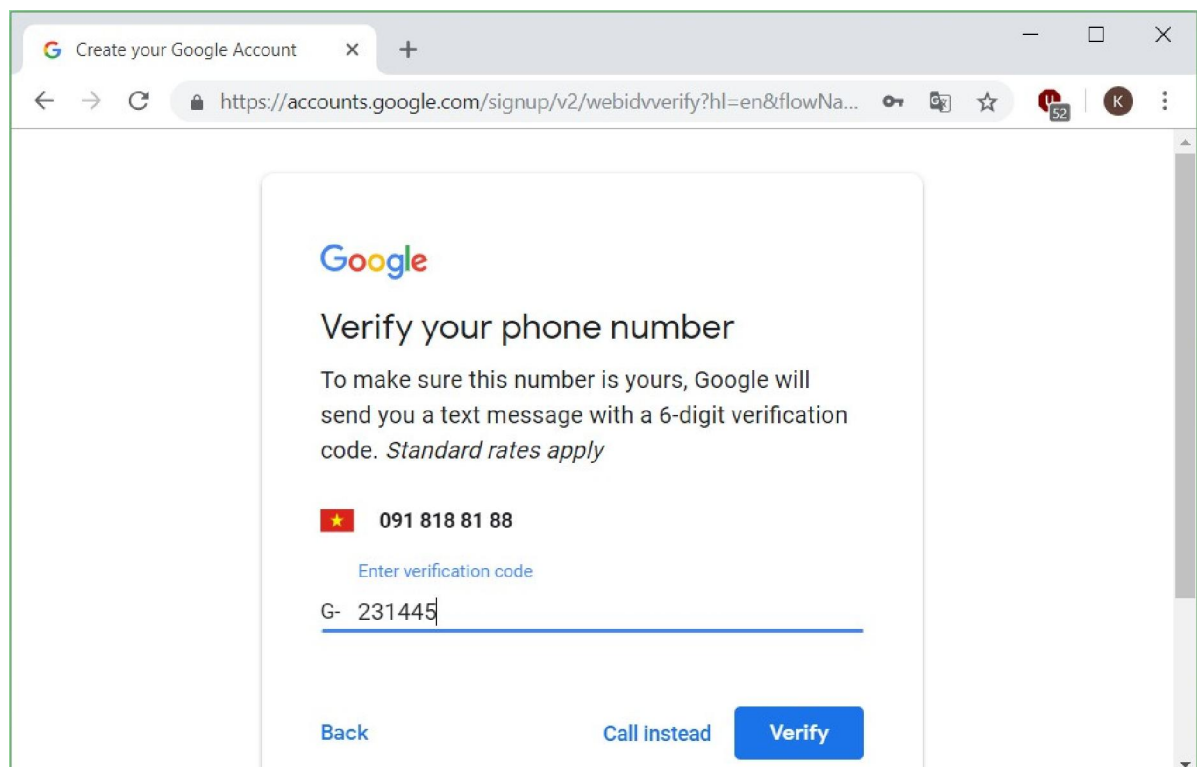 Create your Google Account
https://accounts.google.com/signup/v2/webidvverify?hl=en&flowNa...
52
K
Google
Verify your phone number
To make sure this number is yours, Google will
send you a text message with a 6-digit verification
code. Standard rates apply
091 818 81 88
Enter verification code
G- 231445
Back Call instead Verify